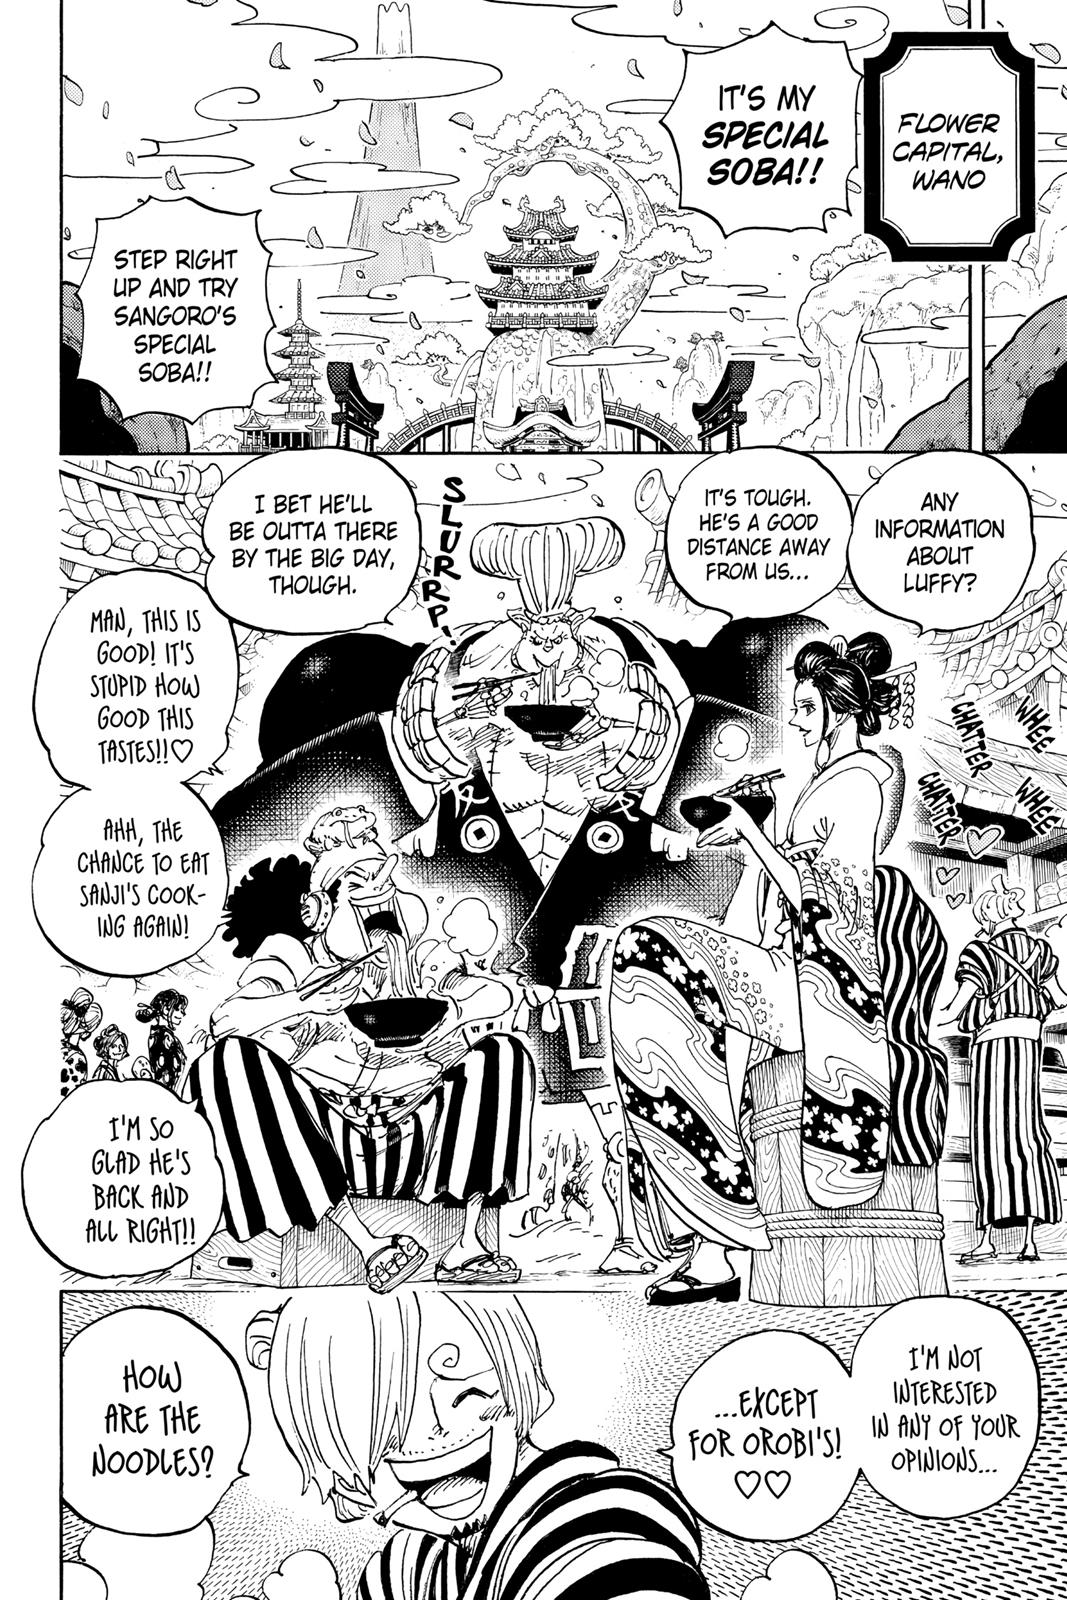 FLOWER
CAPITAL,
WANO
IT'S MY
SPECIAL
SOBA!!
STEP RIGHT
UP AND TRY
SANGORO'S
SPECIAL
SOBA!!
ANY
INFORMATION
ABOUT
LUFFY?
IT'S TOUGH.
HE'S A GOOD
DISTANCE AWAY
FROM US...
SLURRP!
I BET HE'LL
BE OUTTA THERE
BY THE BIG DAY,
THOUGH.
MAN, THIS IS
GOOD! IT'S
STUPID HOW
GOOD THIS
TASTES!!♡
WHEE
CHATTER
WHEE
CHATTER
AHH, THE
CHANCE TO EAT
SANJI'S COOK-
ING AGAIN!
I'M SO
GLAD HE'S
BACK AND
ALL RIGHT!!
I'M NOT
INTERESTED
IN ANY OF YOUR
OPINIONS...
...EXCEPT
FOR OROBI'S!
♡♡
HOW
ARE THE
NOODLES?